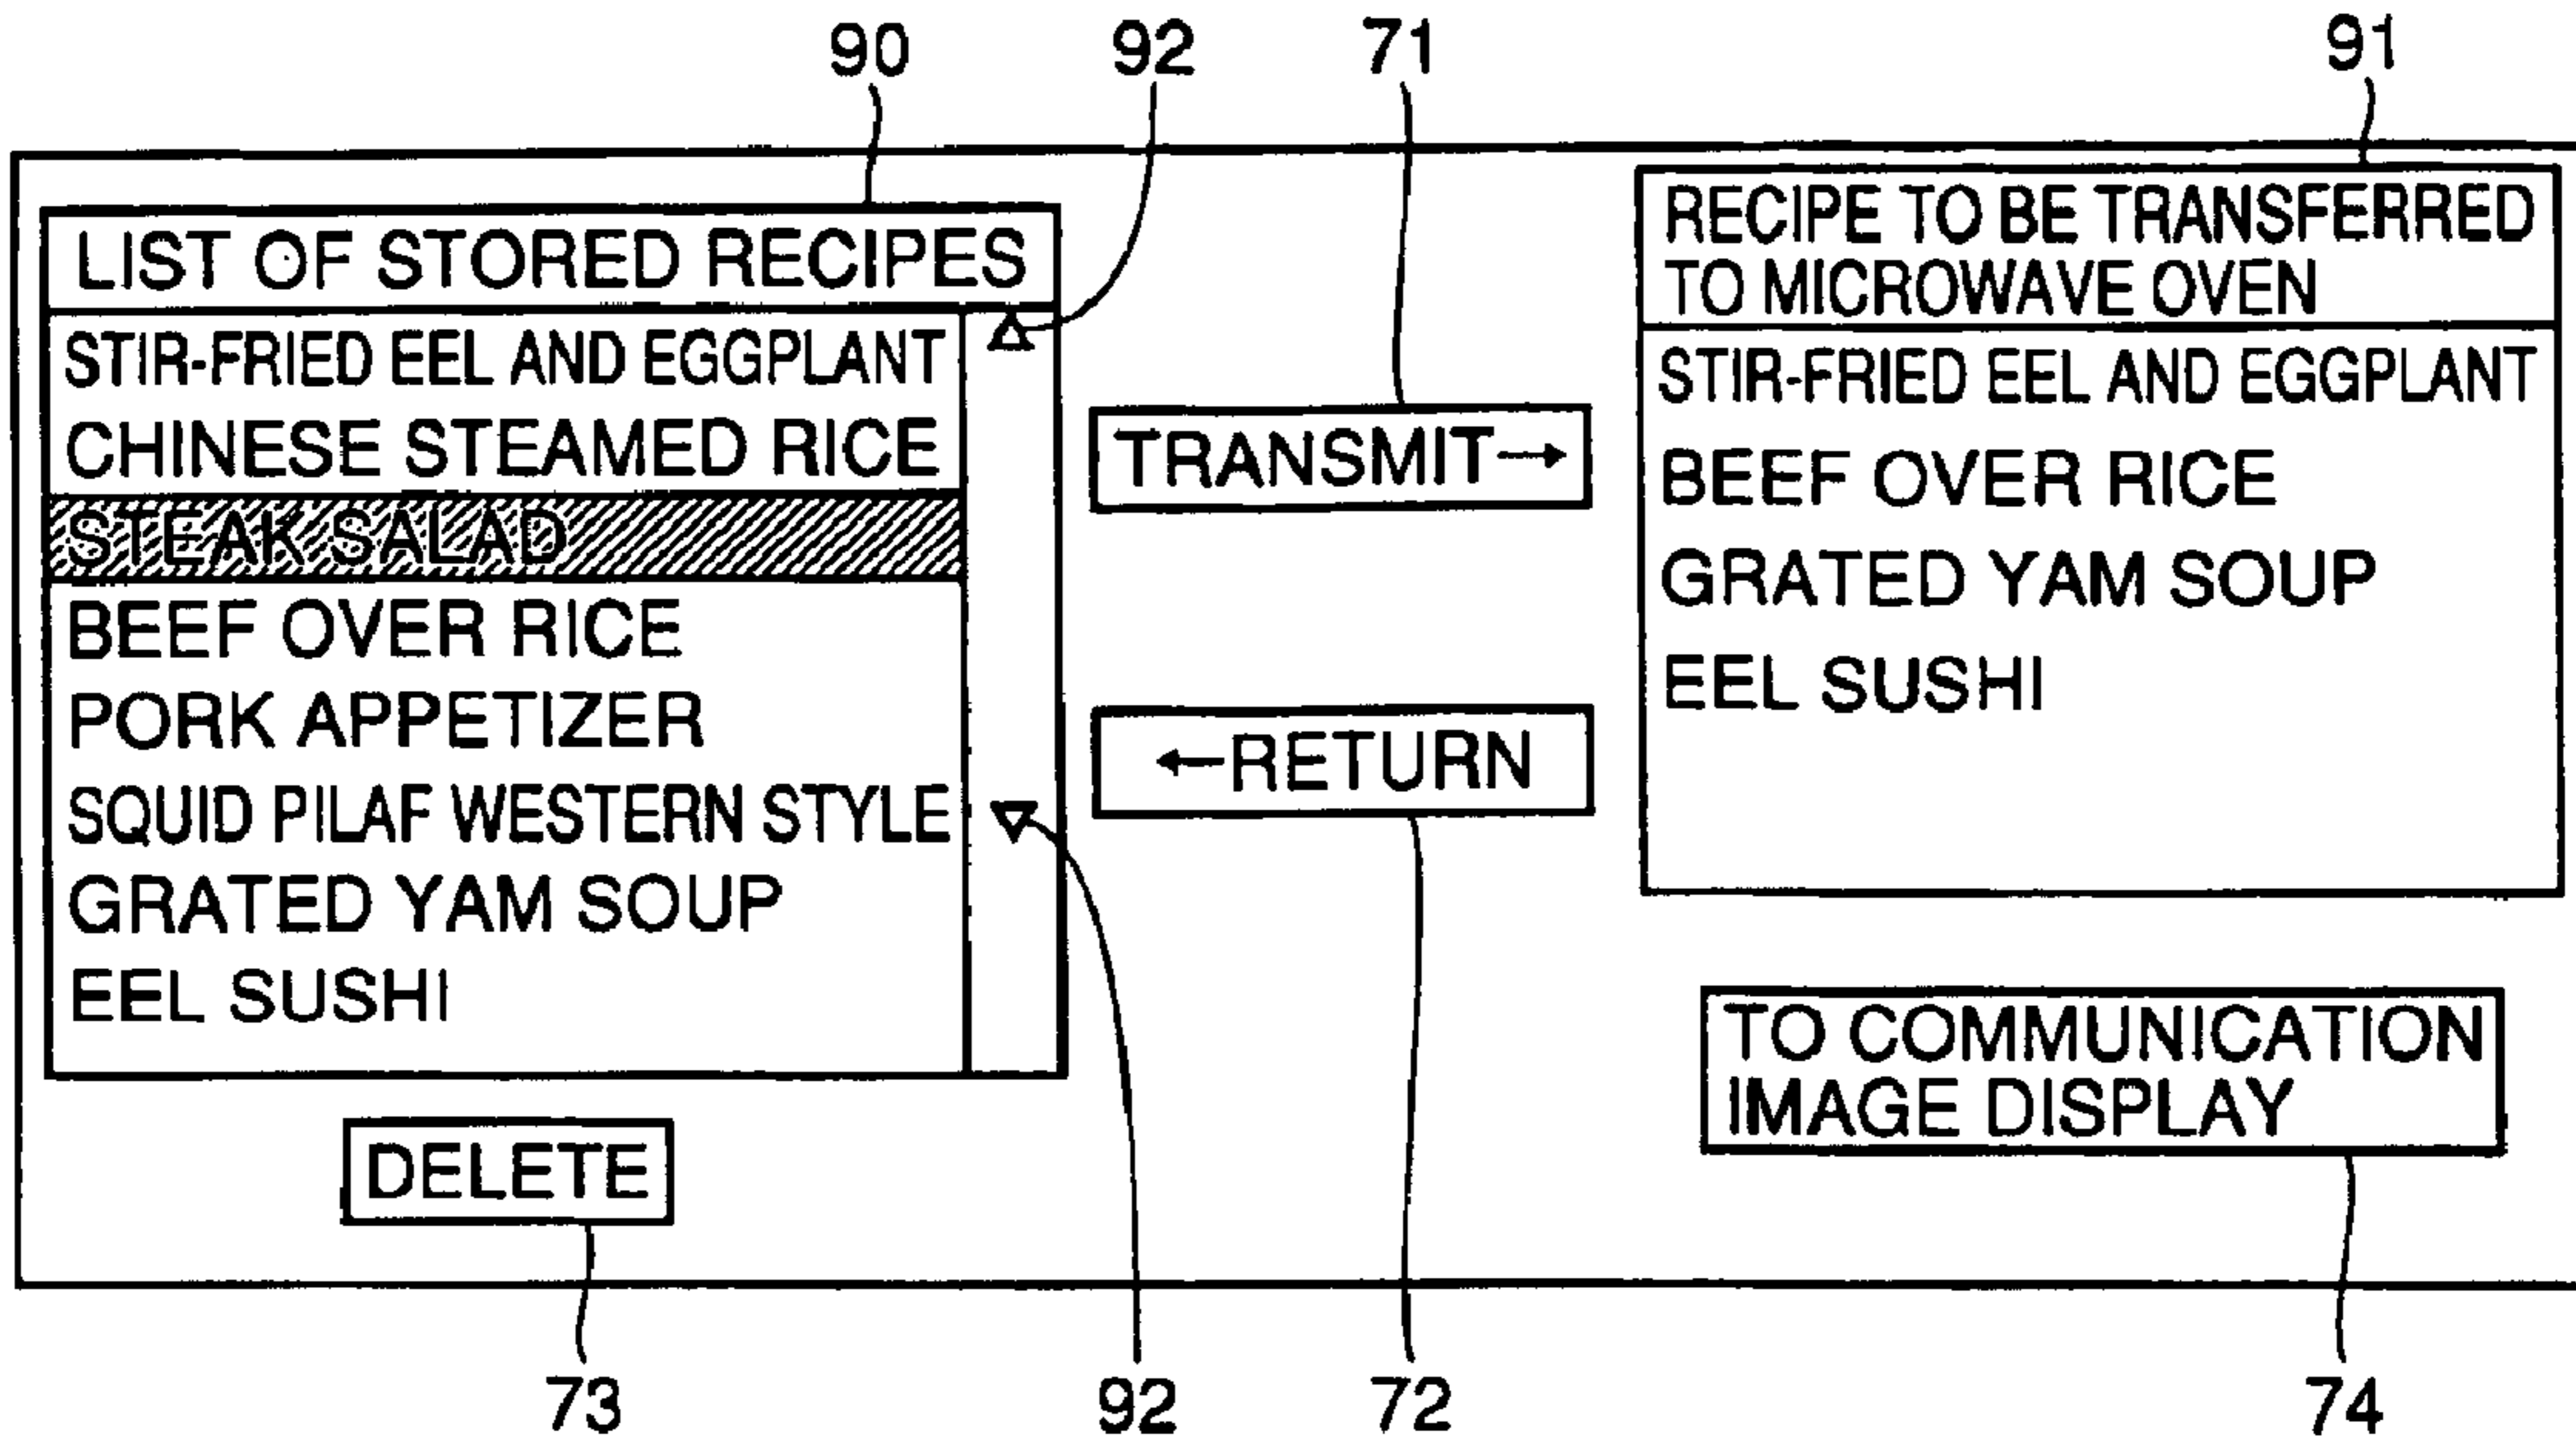 90
92
71
91
LIST OF STORED RECIPES
STIR-FRIED EEL AND EGGPLANT
CHINESE STEAMED RICE
STEAK SALAD
BEEF OVER RICE
PORK APPETIZER
SQUID PILAF WESTERN STYLE
GRATED YAM SOUP
EEL SUSHI
DELETE
TRANSMIT→
←RETURN
RECIPE TO BE TRANSFERRED
TO MICROWAVE OVEN
STIR-FRIED EEL AND EGGPLANT
BEEF OVER RICE
GRATED YAM SOUP
EEL SUSHI
TO COMMUNICATION
IMAGE DISPLAY
73
92
72
74